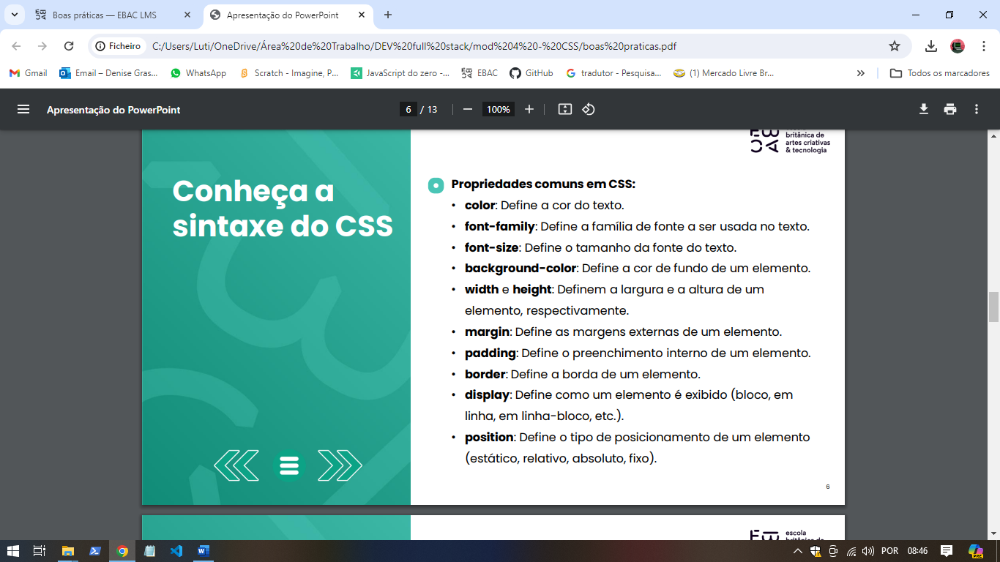 Boas práticas — EBAC LMS
Apresentação do PowerPoint
Ficheiro
C:/Users/Luti/OneDrive/Área%20de%20Trabalho/DEV%20full%20stack/mod%204%20-%20CSS/boas%20praticas.pdf
Gmail
Email – Denise Gras...
WhatsApp
Scratch - Imagine, P...
JavaScript do zero -...
EBAC
GitHub
tradutor - Pesquisa...
(1) Mercado Livre Br...
Todos os marcadores
Apresentação do PowerPoint
6 / 13
100%
britânica de
artes criativas
& tecnologia
Conheça a
sintaxe do CSS
Propriedades comuns em CSS:
• color: Define a cor do texto.
• font-family: Define a família de fonte a ser usada no texto.
• font-size: Define o tamanho da fonte do texto.
• background-color: Define a cor de fundo de um elemento.
• width e height: Definem a largura e a altura de um
elemento, respectivamente.
• margin: Define as margens externas de um elemento.
• padding: Define o preenchimento interno de um elemento.
• border: Define a borda de um elemento.
• display: Define como um elemento é exibido (bloco, em
linha, em linha-bloco, etc.).
• position: Define o tipo de posicionamento de um elemento
(estático, relativo, absoluto, fixo).
6
escola
POR
08:46